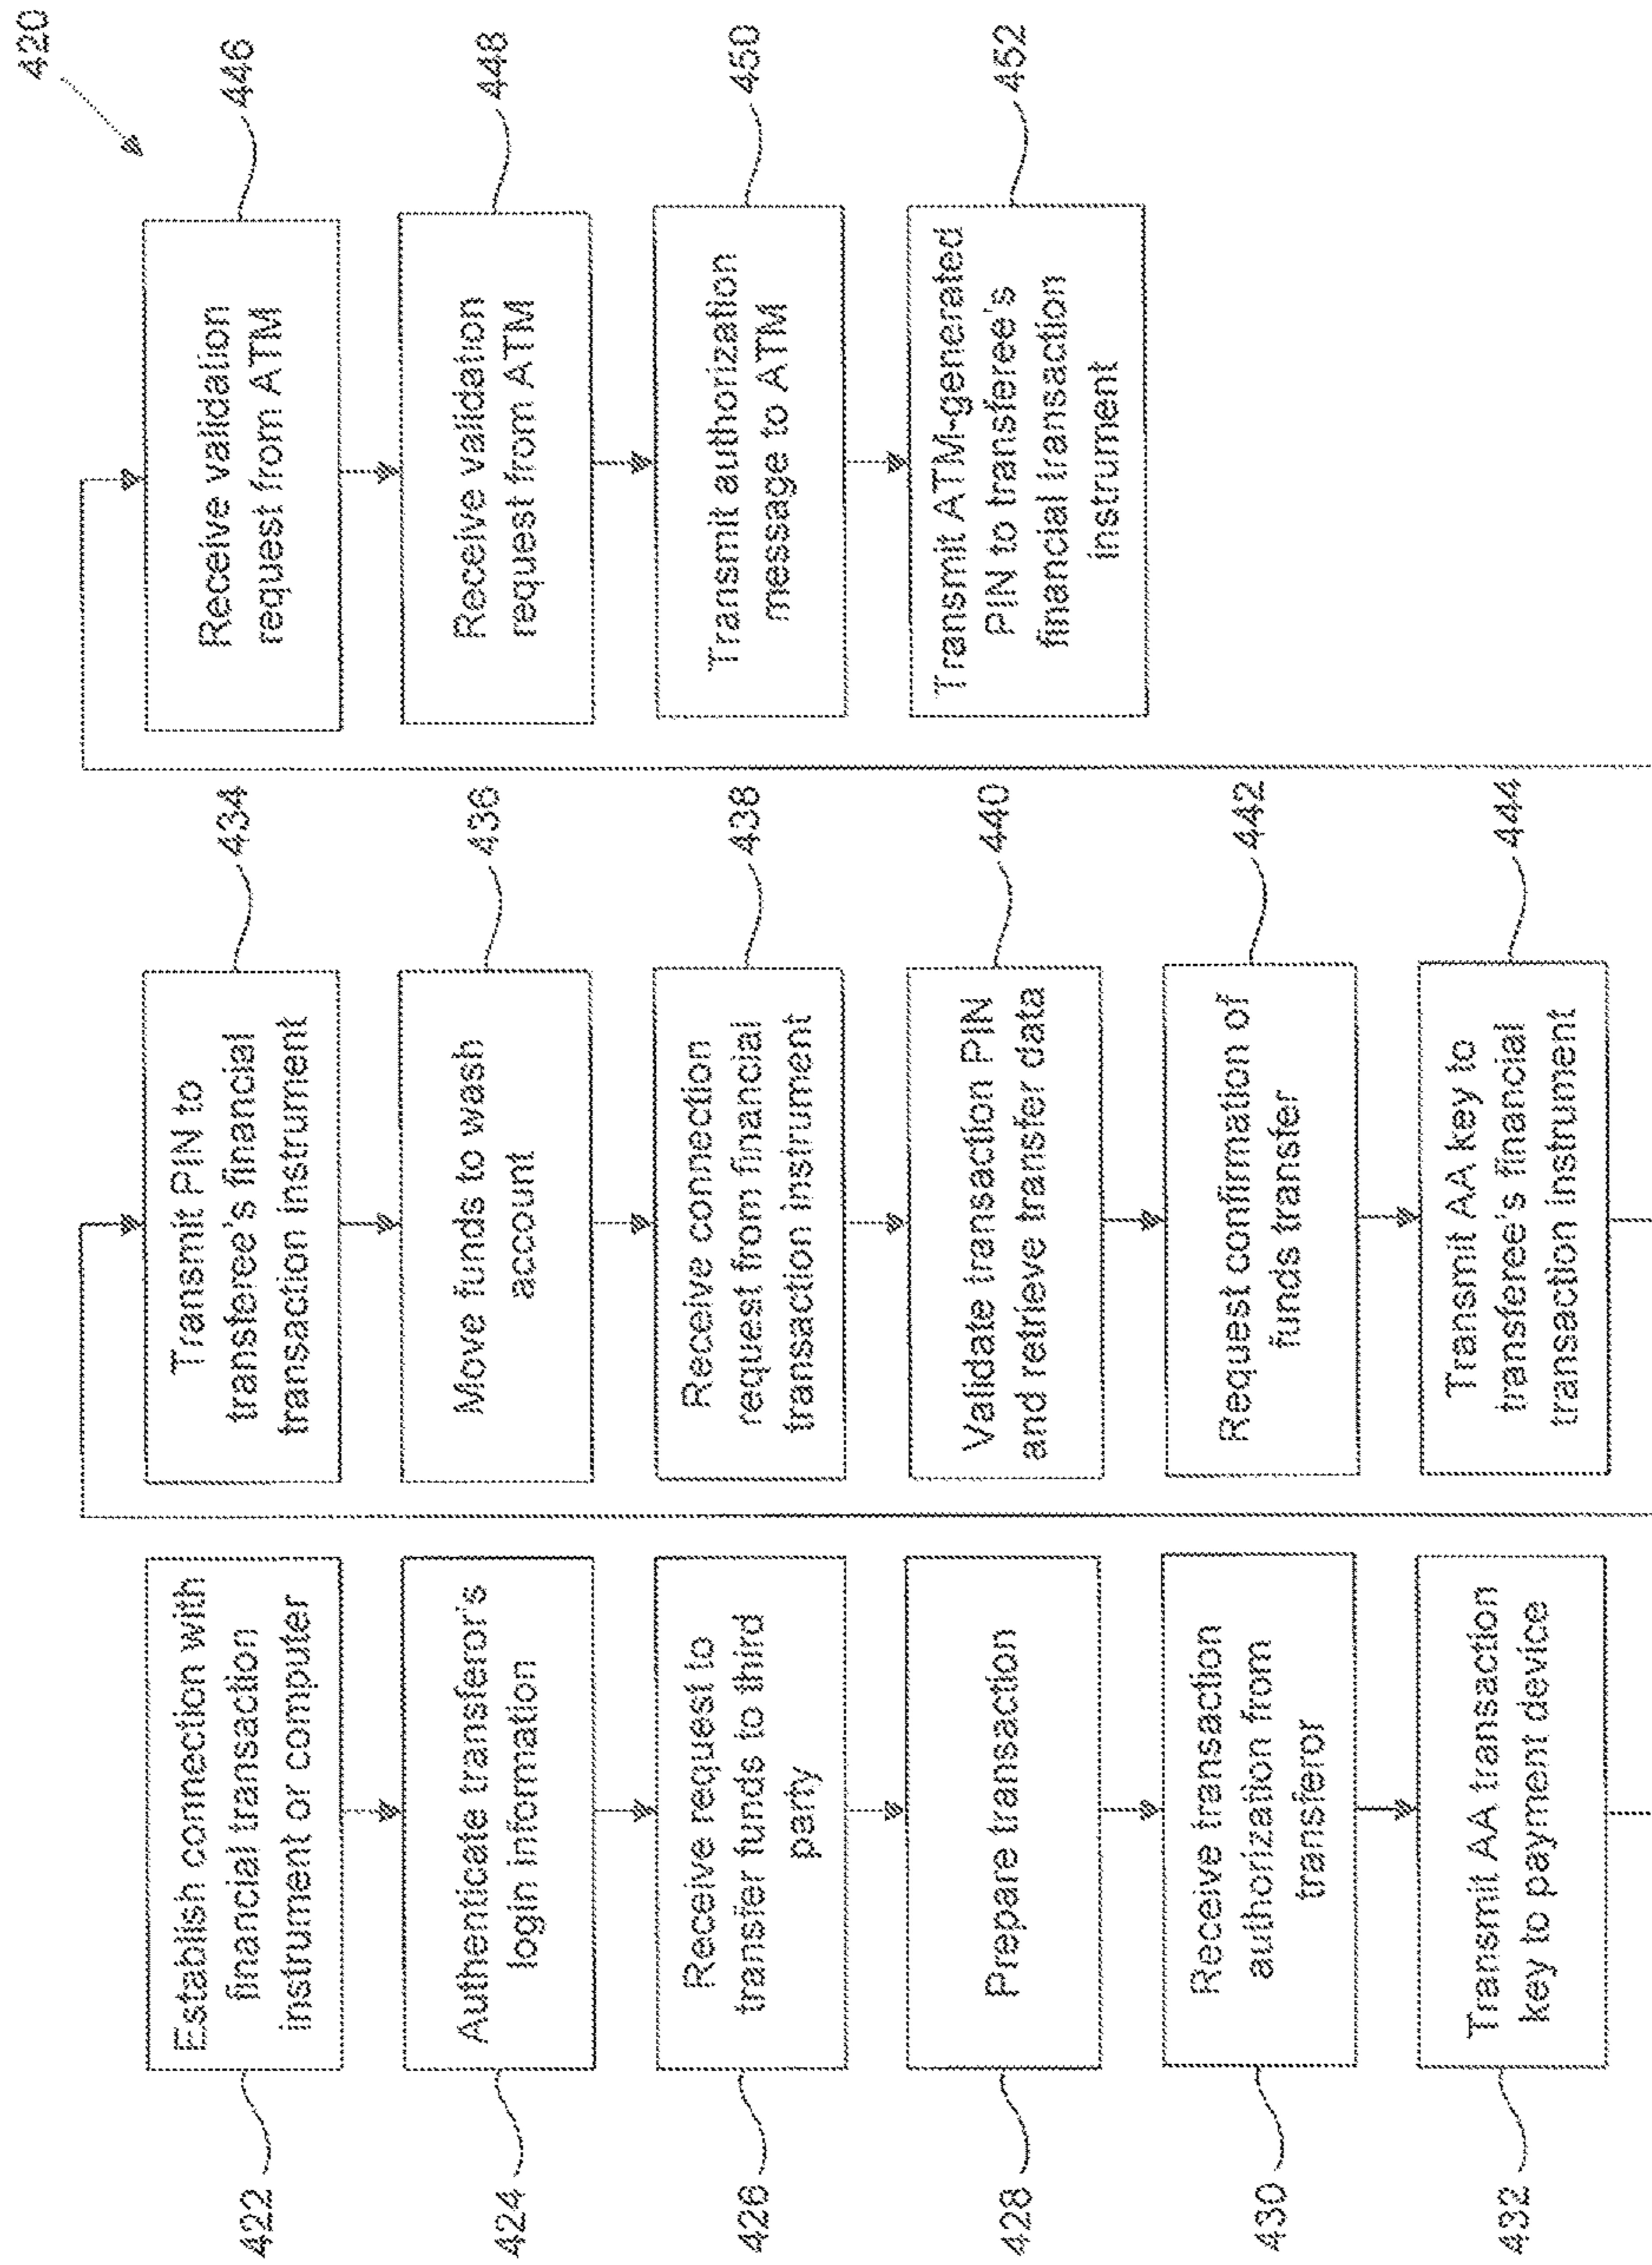 420
422
Establish connection with
financial transaction
instrument or computer
424
Authenticate transferor's
login information
426
Receive request to
transfer funds to third
party
428
Prepare transaction
430
Receive transaction
authorization from
transferor
432
Transmit AA transaction
key to payment device
434
Transmit PIN to
transferee's financial
transaction instrument
436
Move funds to wash
account
438
Receive connection
request from financial
transaction instrument
440
Validate transaction PIN
and retrieve transfer data
442
Request confirmation of
funds transfer
444
Transmit AA key to
transferee's financial
transaction instrument
446
Receive validation
request from ATM
448
Receive validation
request from ATM
450
Transmit authorization
message to ATM
452
Transmit ATM-generated
PIN to transferee's
financial transaction
instrument